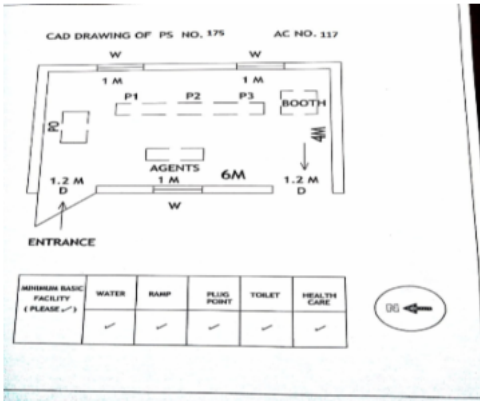 CAD DRAWING OF PS NO. 175 AC NO. 117
W W
1 M 1 M
P1 P2 P3
BOOTH
PO
4M
AGENTS
1.2 M 1 M 6M 1.2 M
D D
W
ENTRANCE
MINIMUM BASIC FACILITY ( PLEASE ✓ ) WATER RAMP PLUG POINT TOILET HEALTH CARE
✓ ✓ ✓ ✓ ✓